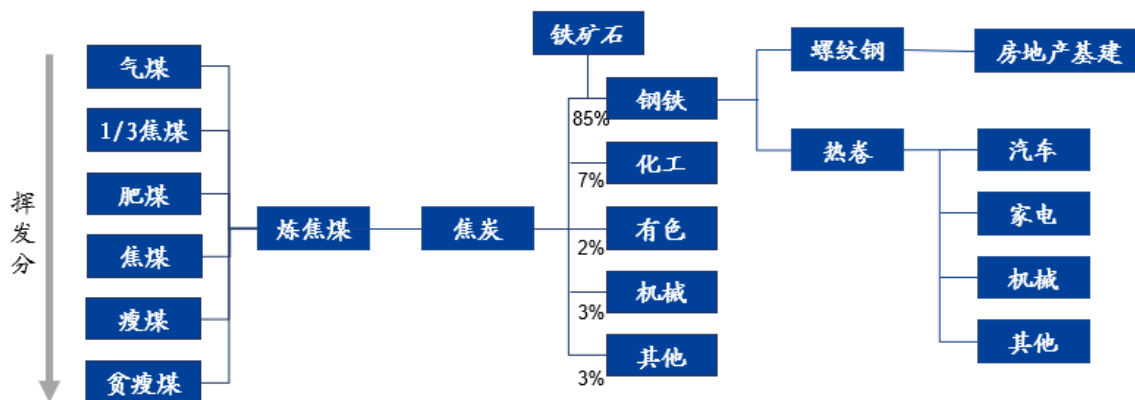 挥发分
气煤
1/3焦煤
肥煤
焦煤
瘦煤
贫瘦煤
炼焦煤
焦炭
铁矿石
85%
钢铁
7%
化工
2%
有色
3%
机械
3%
其他
螺纹钢
房地产基建
热卷
汽车
家电
机械
其他